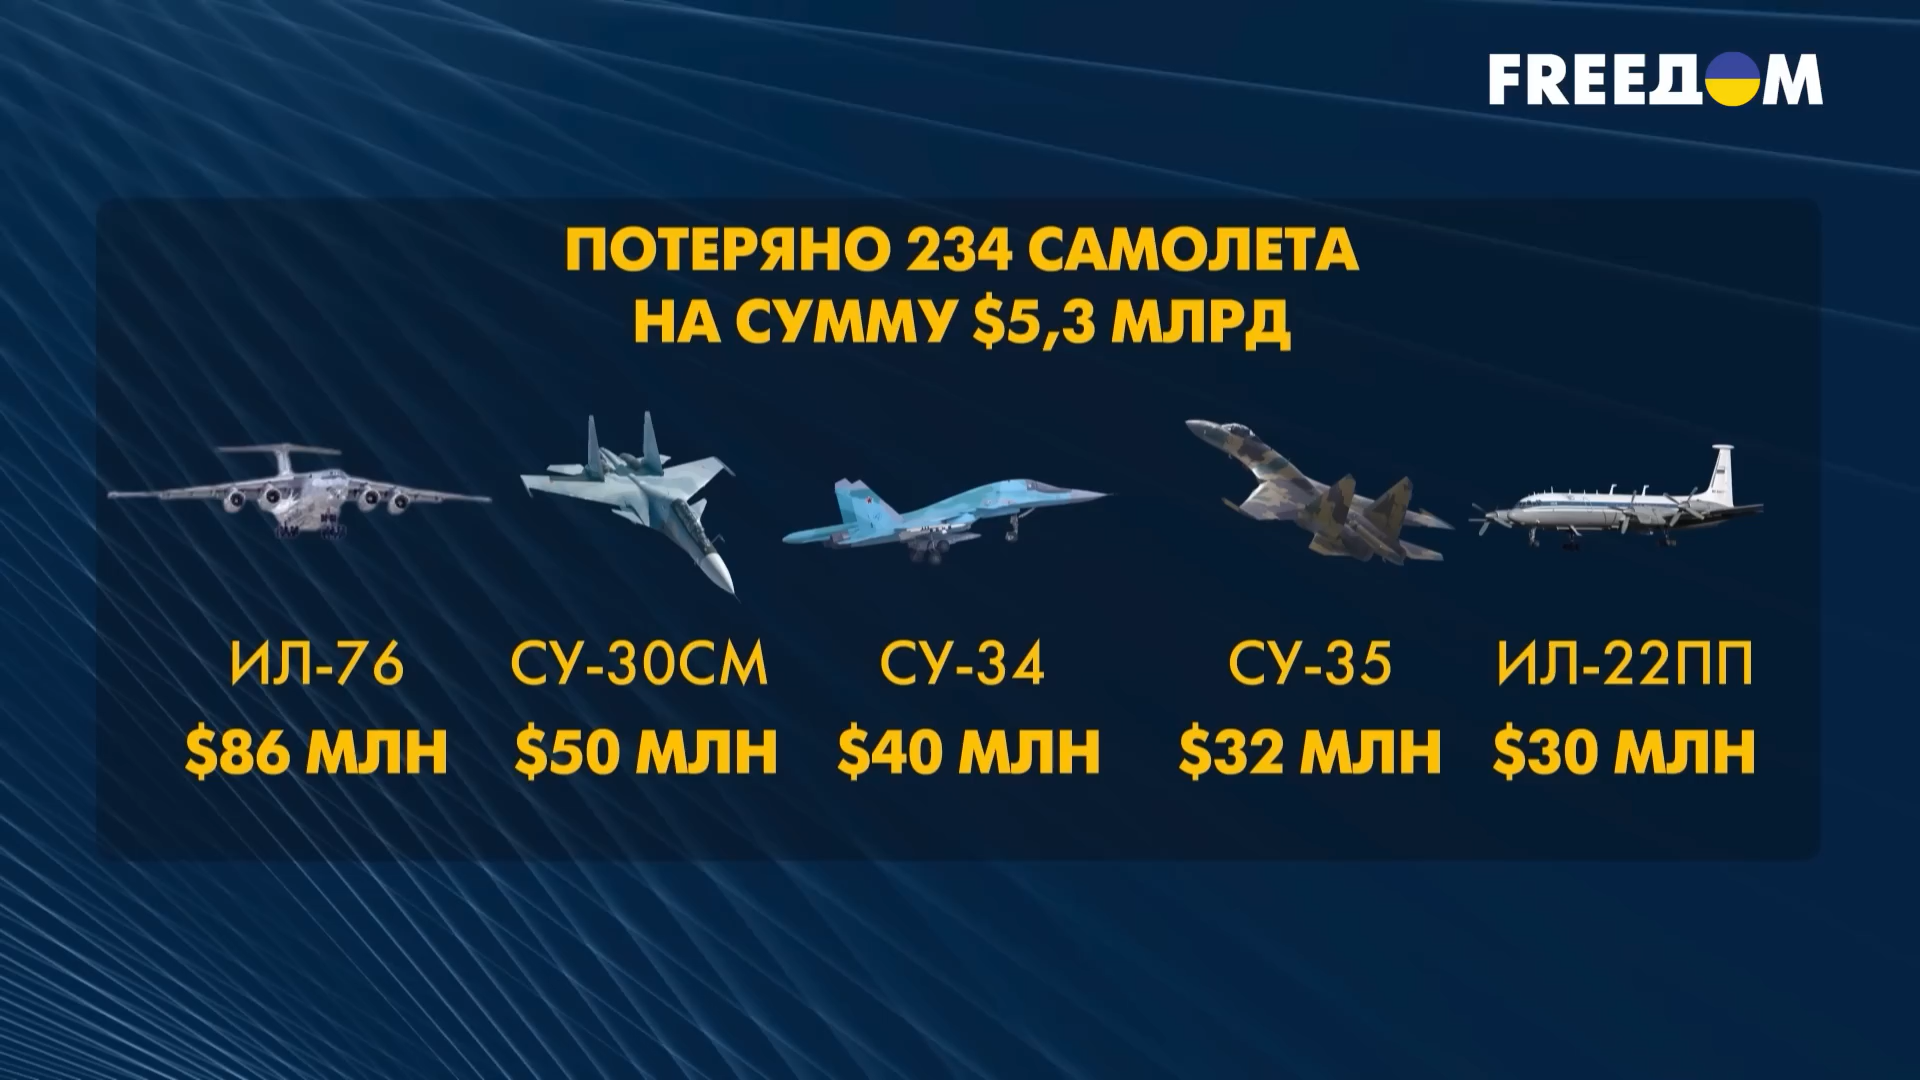 FREEДОМ
ПОТЕРЯНО 234 САМОЛЕТА
НА СУММУ $5,3 МЛРД
ИЛ-76 СУ-30СМ СУ-34 СУ-35 ИЛ-22ПП
$86 МЛН $50 МЛН $40 МЛН $32 МЛН $30 МЛН